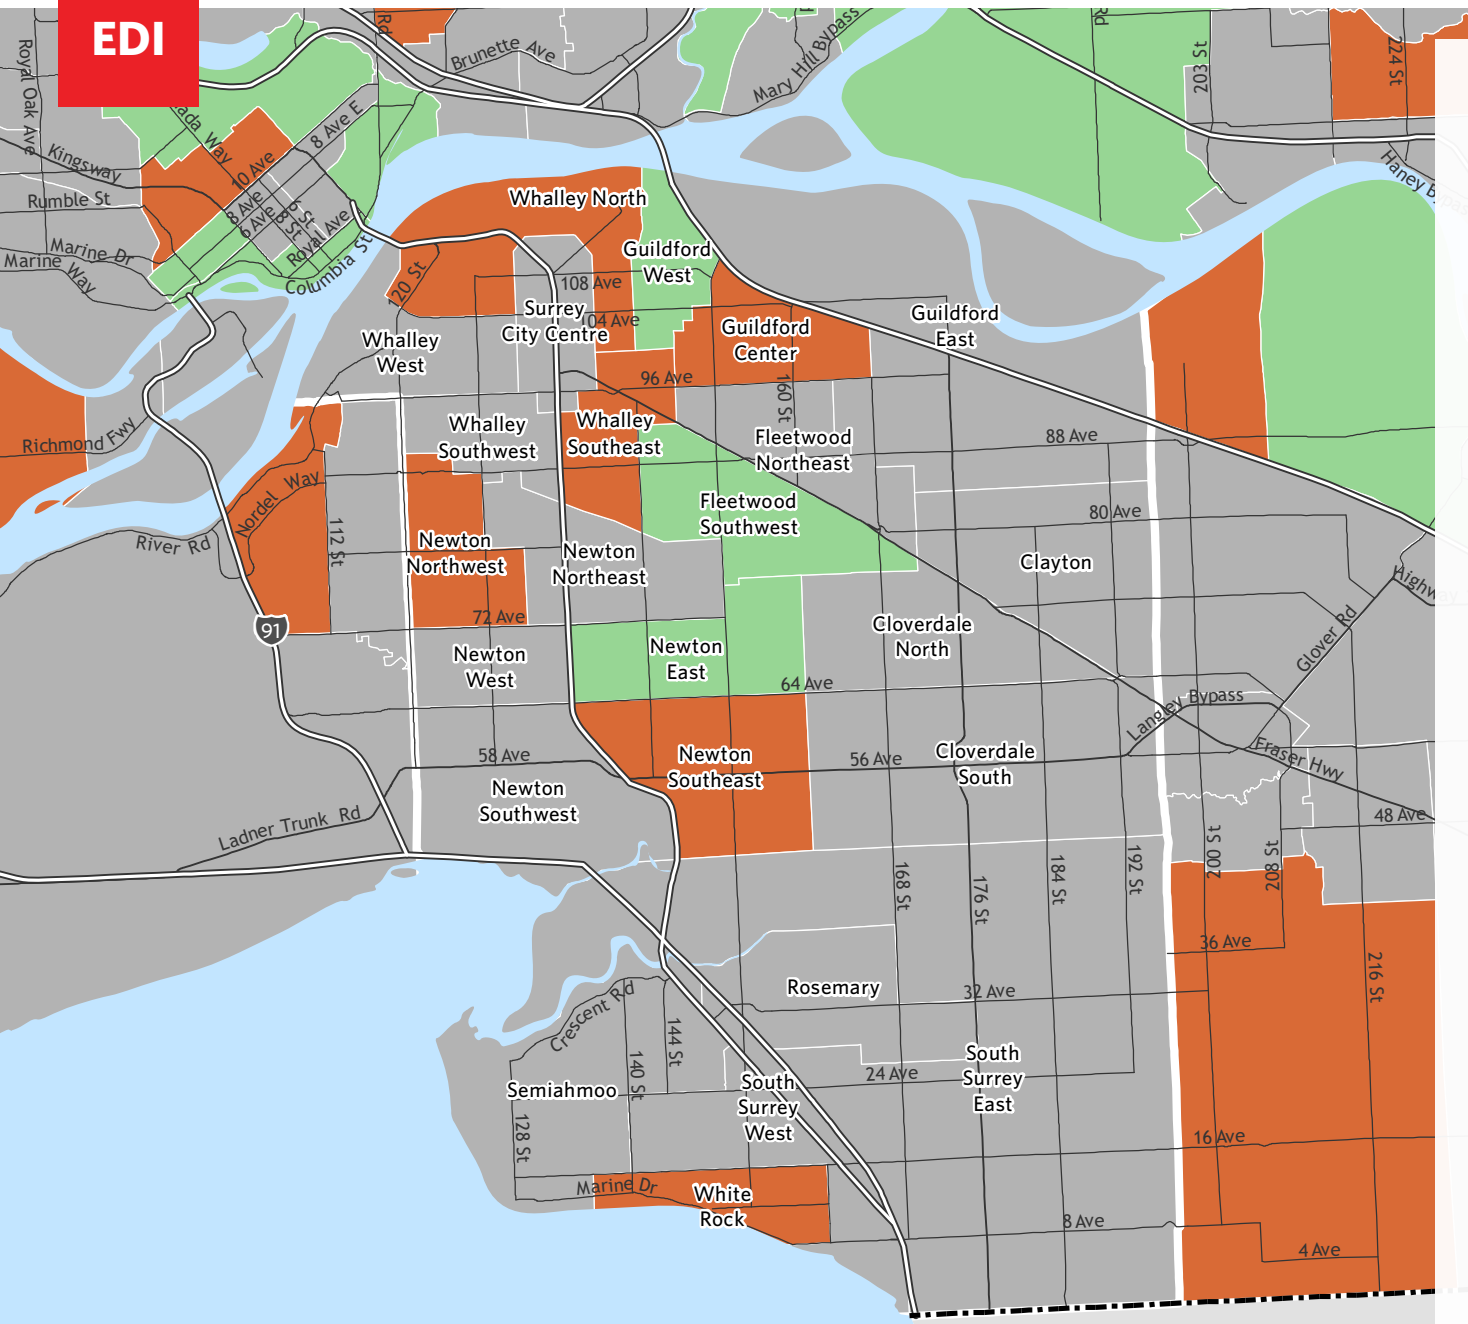 EDI
Royal Oak Ave
Rd
Brunette Ave
Mary Hill Bypass
Rd
203 St
224 St
Haney
Kingsway
Rumble St
Marine Dr
Marine Way
Way
10 Ave
8 Ave E
8 Ave
6 Ave
6 St
8 St
Royal Ave
Columbia St
Whalley North
Guildford
West
108 Ave
104 Ave
120 St
Surrey
City Centre
Whalley
West
Guildford
Center
Guildford
East
96 Ave
160 St
Richmond Fwy
Whalley
Southwest
Whalley
Southeast
Fleetwood
Northeast
88 Ave
Nordel Way
River Rd
112 St
Fleetwood
Southwest
80 Ave
Newton
Northwest
Newton
Northeast
Clayton
72 Ave
91
Cloverdale
North
Glover Rd
Newton
West
Newton
East
64 Ave
Langley Bypass
Fraser Hwy
58 Ave
Newton
Southeast
56 Ave
Cloverdale
South
Newton
Southwest
Ladner Trunk Rd
48 Ave
200 St
208 St
168 St
176 St
184 St
192 St
36 Ave
216 St
Rosemary
32 Ave
Crescent Rd
144 St
140 St
Semiahmoo
128 St
South
Surrey
West
24 Ave
South
Surrey
East
16 Ave
Marine Dr
White
Rock
8 Ave
4 Ave